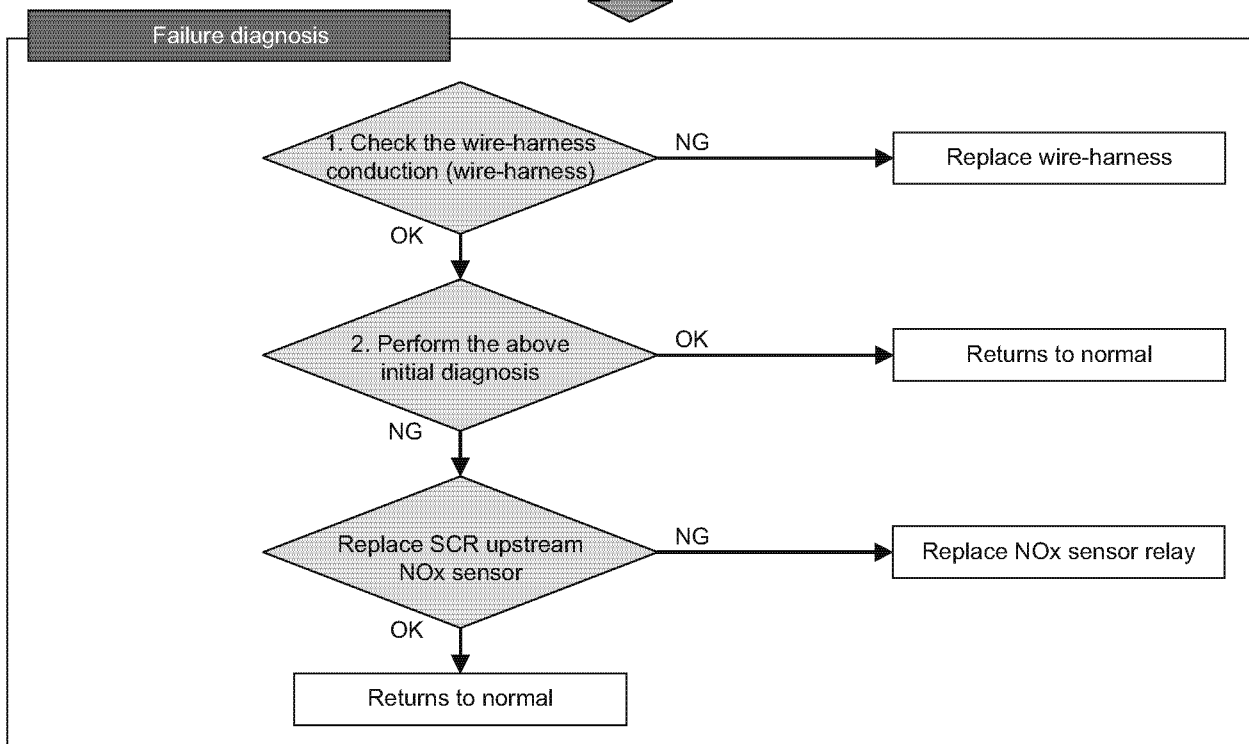 Failure diagnosis
1. Check the wire-harness
conduction (wire-harness)
NG
Replace wire-harness
OK
2. Perform the above
initial diagnosis
OK
Returns to normal
NG
Replace SCR upstream
NOx sensor
NG
Replace NOx sensor relay
OK
Returns to normal